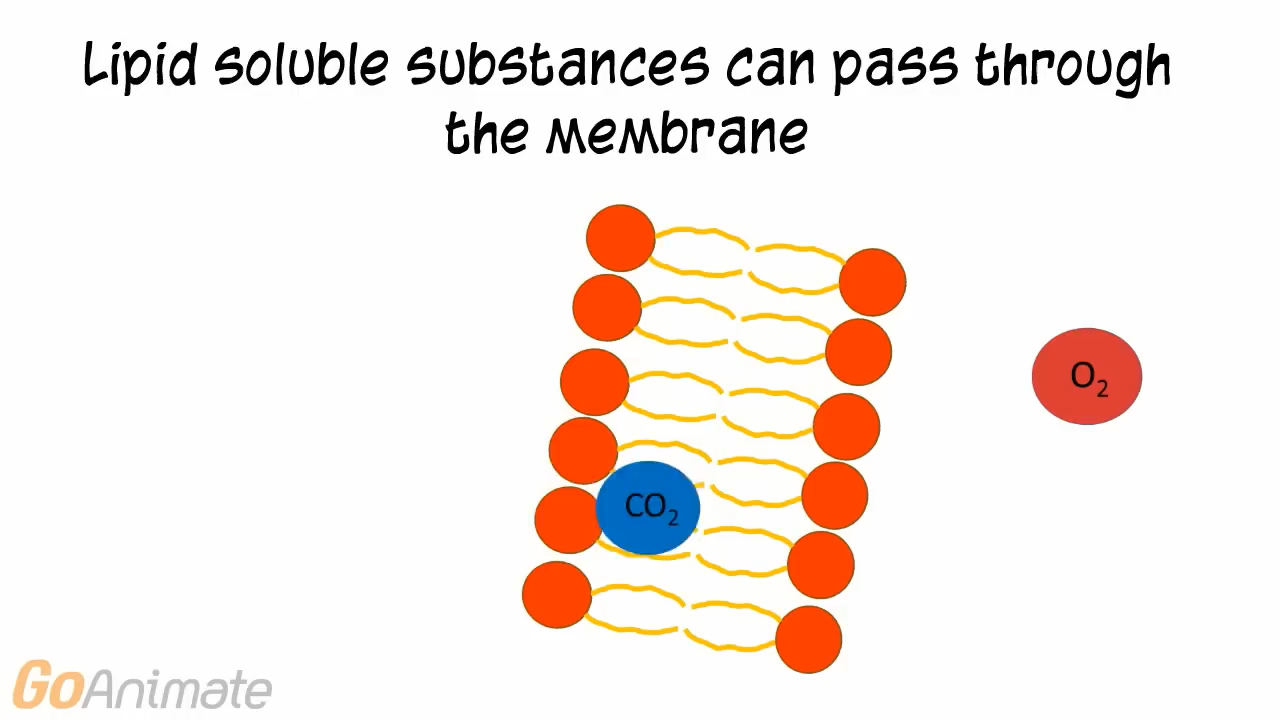 Lipid soluble substances can pass through
the membrane
O₂
CO₂
GoAnimate